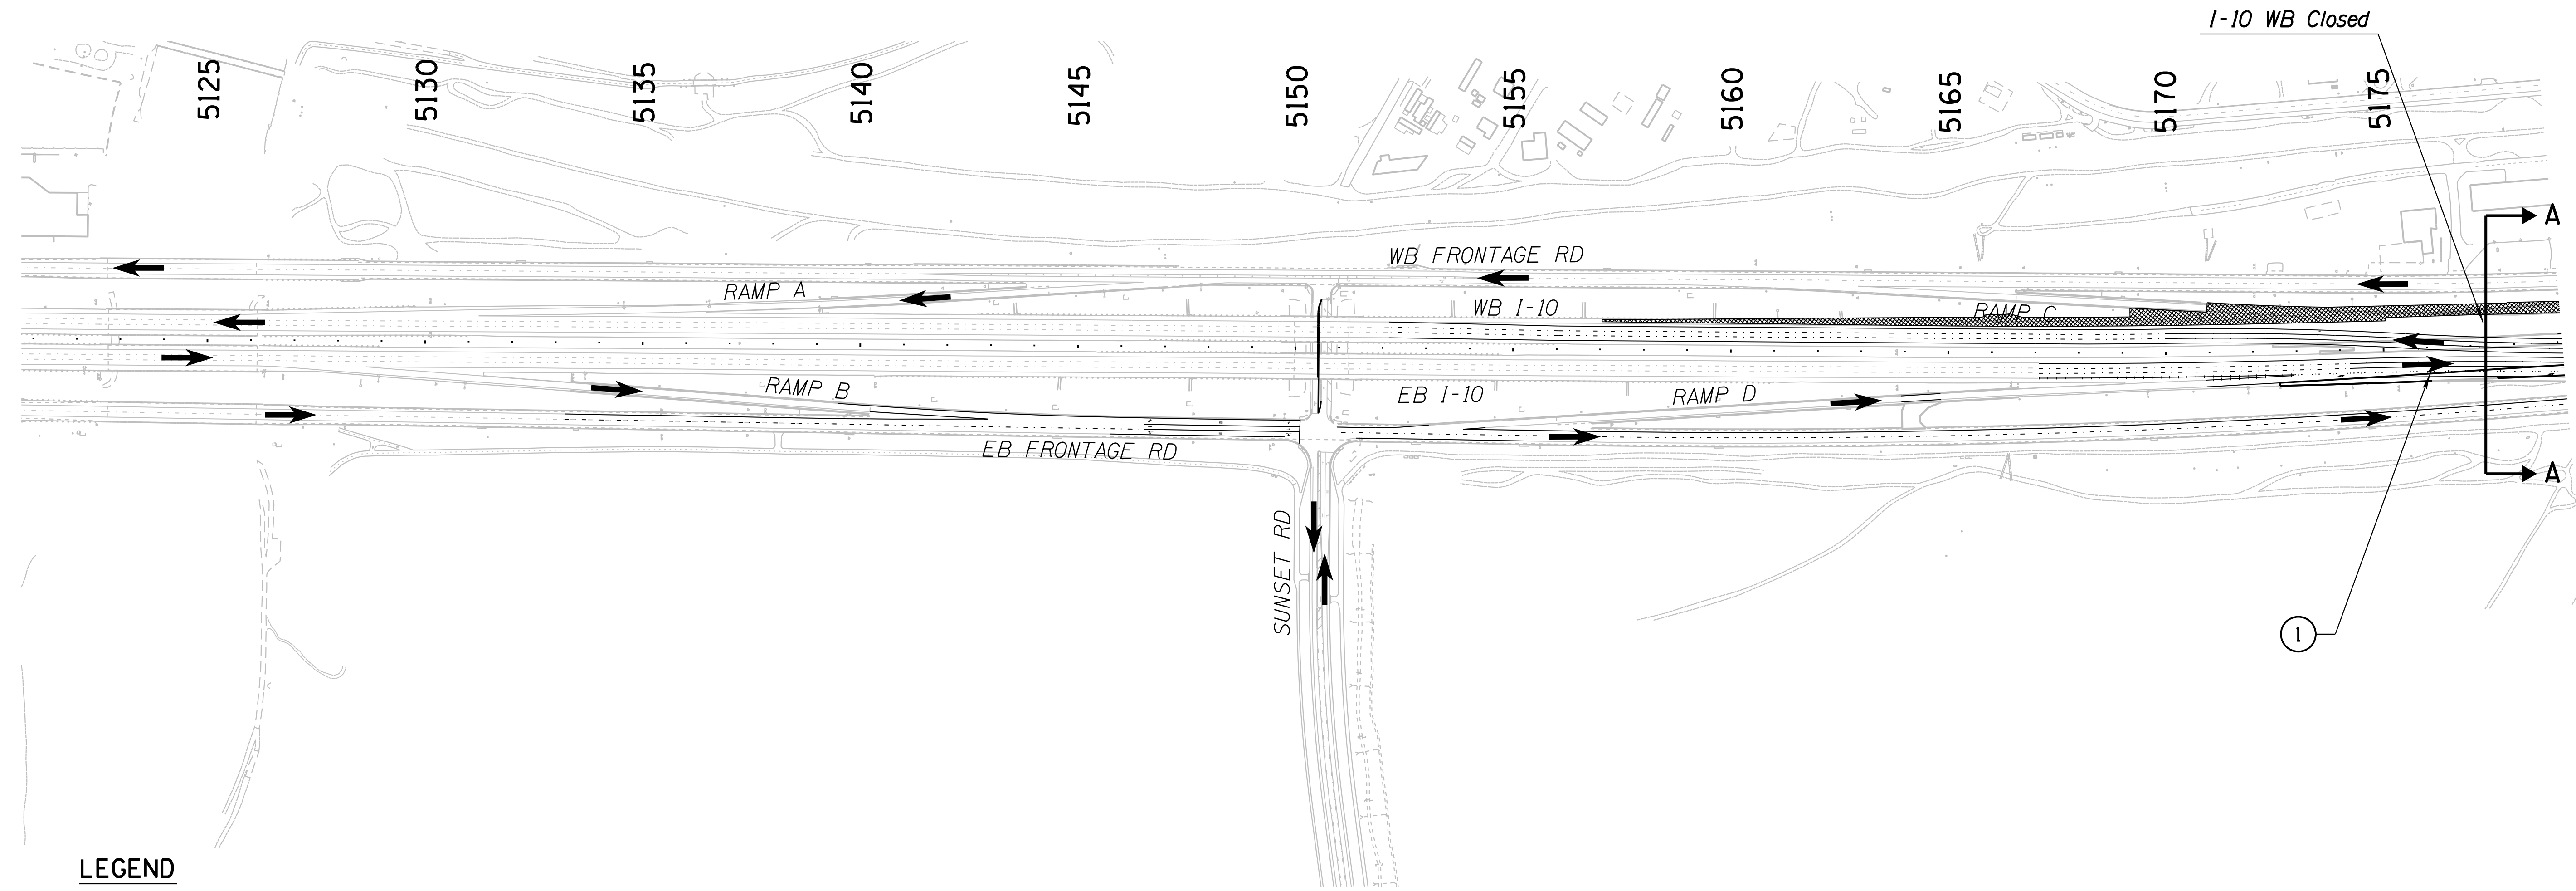 I-10 WB Closed
5125
5130
5135
5140
5145
5150
5155
5160
5165
5170
5175
A
WB FRONTAGE RD
RAMP A
WB I-10
RAMP C
RAMP B
EB I-10
RAMP D
EB FRONTAGE RD
A
SUNSET RD
1
LEGEND